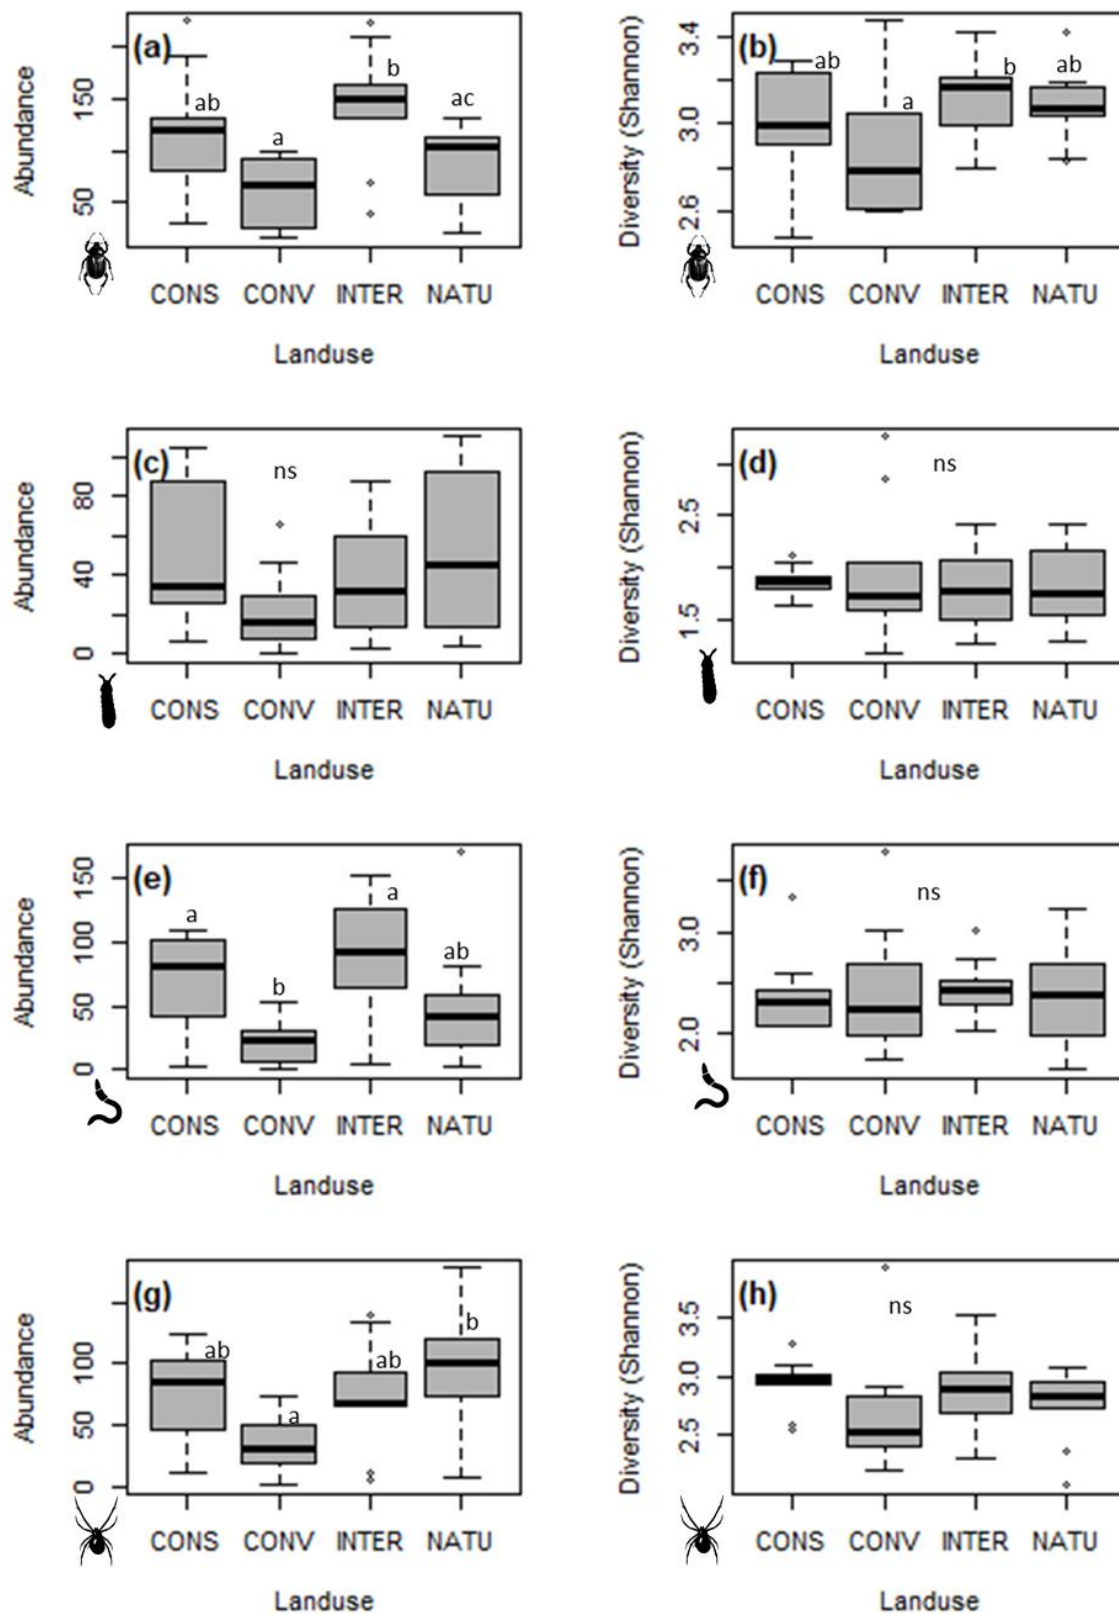 (a)
Abundance
150
50
ab
a
b
ac
CONS CONV INTER NATU
Landuse
(b)
Diversity (Shannon)
3.4
3.0
2.6
ab
a
b
ab
CONS CONV INTER NATU
Landuse
(c)
Abundance
80
40
0
ns
CONS CONV INTER NATU
Landuse
(d)
Diversity (Shannon)
2.5
1.5
ns
CONS CONV INTER NATU
Landuse
(e)
Abundance
150
100
50
0
a
b
a
ab
CONS CONV INTER NATU
Landuse
(f)
Diversity (Shannon)
3.0
2.0
ns
CONS CONV INTER NATU
Landuse
(g)
Abundance
100
50
0
ab
a
ab
b
CONS CONV INTER NATU
Landuse
(h)
Diversity (Shannon)
3.5
3.0
2.5
ns
CONS CONV INTER NATU
Landuse